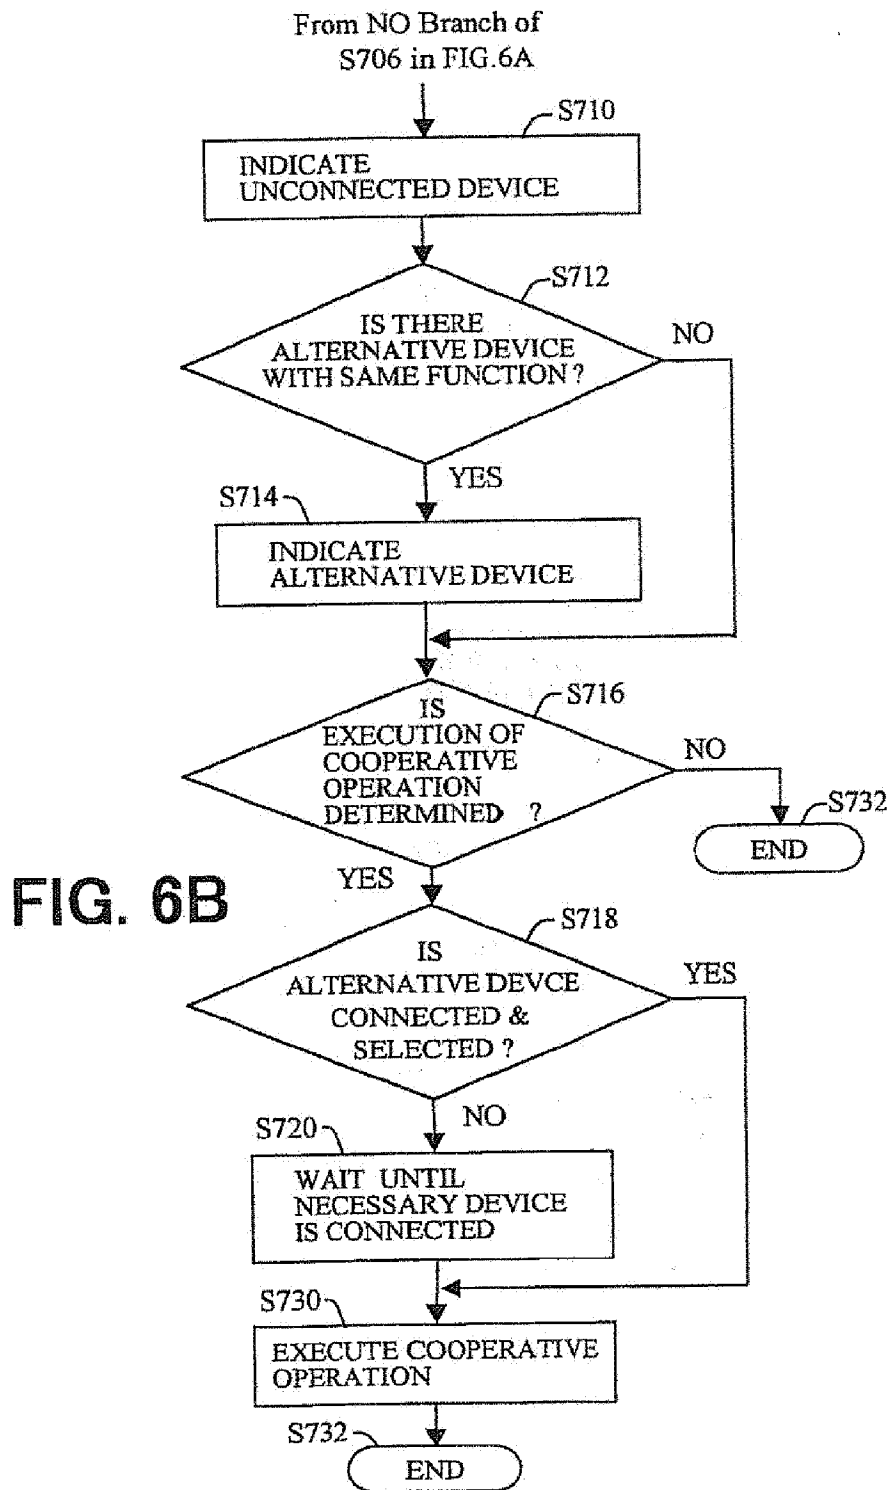 From NO Branch of
S706 in FIG.6A
S710
INDICATE
UNCONNECTED DEVICE
S712
IS THERE
ALTERNATIVE DEVICE
WITH SAME FUNCTION ?
NO
YES
S714
INDICATE
ALTERNATIVE DEVICE
S716
IS
EXECUTION OF
COOPERATIVE
OPERATION
DETERMINED ?
NO
S732
END
YES
FIG. 6B
S718
IS
ALTERNATIVE DEVCE
CONNECTED &
SELECTED ?
YES
NO
S720
WAIT UNTIL
NECESSARY DEVICE
IS CONNECTED
S730
EXECUTE COOPERATIVE
OPERATION
S732
END